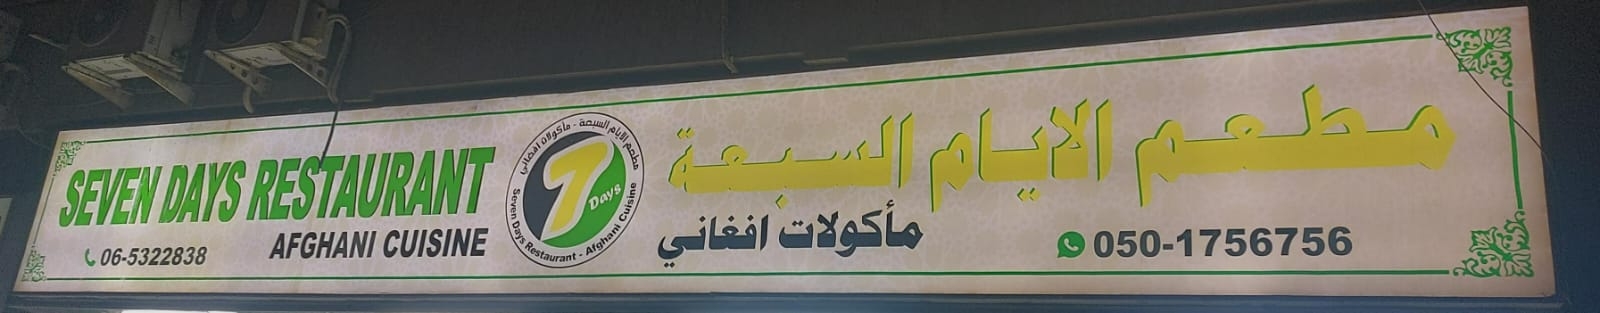 SEVEN DAYS RESTAURANT
AFGHANI CUISINE
06-5322838
مطعم الايام السبعة - مأكولات افغاني
7
Days
Seven Days Restaurant - Afghani Cuisine
مطعم الايام السبعة
مأكولات افغاني
050-1756756